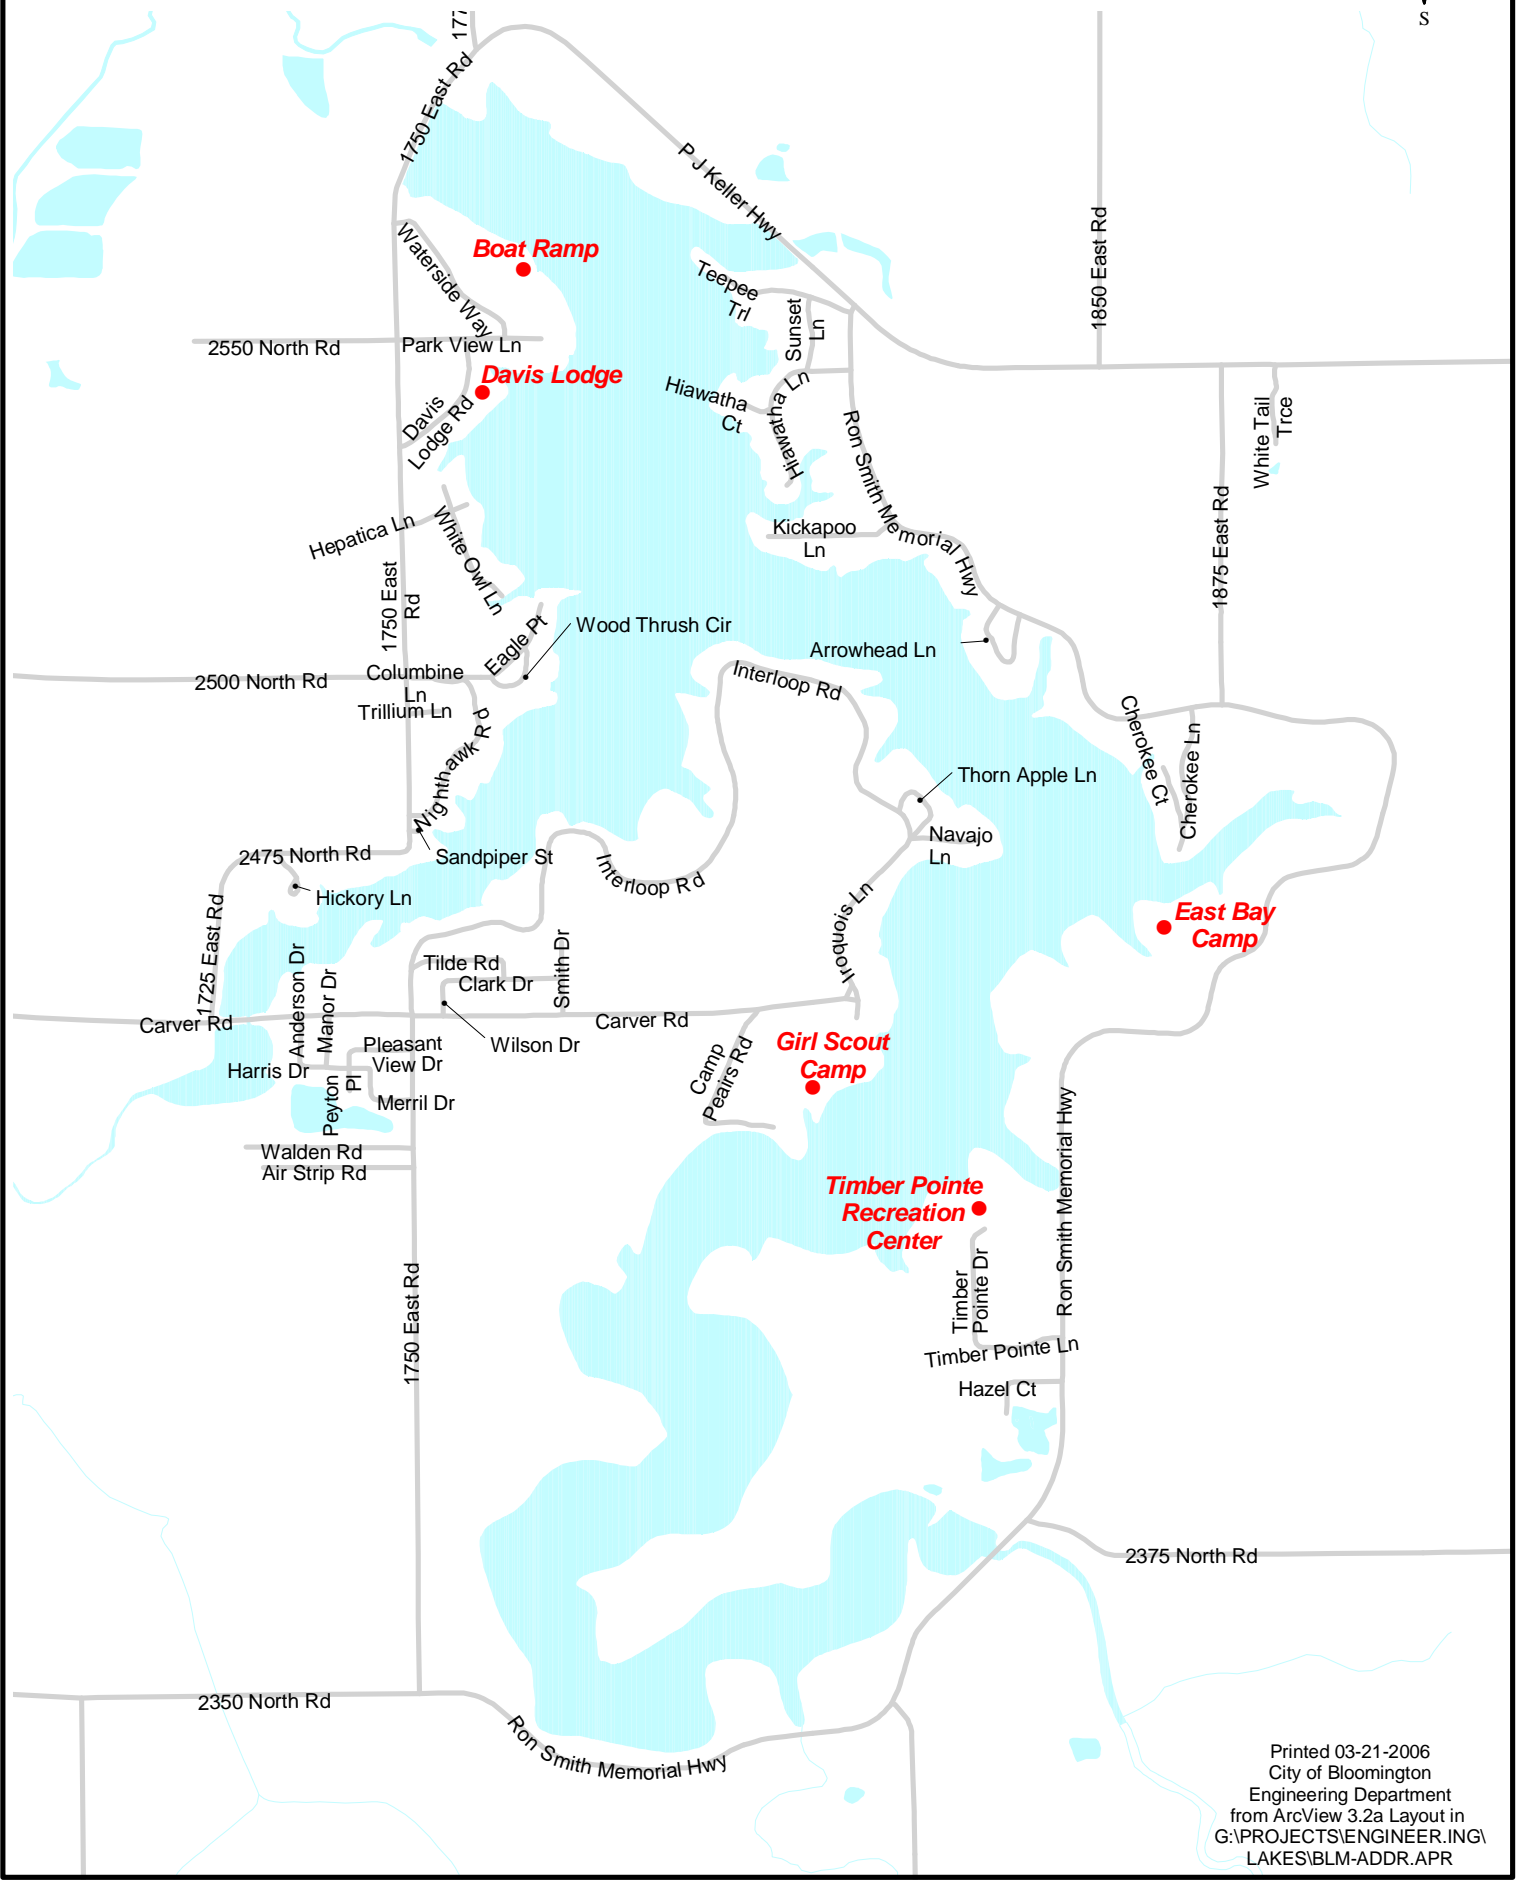 S
177
1750 East Rd
P J Keller Hwy
1850 East Rd
Waterside Way
Boat Ramp
Teepee
Trl
Sunset
Ln
2550 North Rd
Park View Ln
Davis Lodge
Hiawatha
Ct
Hiawatha Ln
Davis
Lodge Rd
Ron Smith Memorial Hwy
White Tail
Trce
1875 East Rd
Hepatica Ln
White Owl Ln
Kickapoo
Ln
1750 East
Rd
Eagle Pt
Wood Thrush Cir
Arrowhead Ln
2500 North Rd
Columbine
Ln
Trillium Ln
Interloop Rd
Nighthawk Rd
Cherokee Ct
Cherokee Ln
Thorn Apple Ln
Navajo
Ln
2475 North Rd
Sandpiper St
Interloop Rd
Hickory Ln
Iroqnois Ln
East Bay
Camp
1725 East Rd
Anderson Dr
Manor Dr
Tilde Rd
Clark Dr
Smith Dr
Carver Rd
Carver Rd
Pleasant
View Dr
Wilson Dr
Girl Scout
Camp
Camp
Peairs Rd
Harris Dr
Peyton
Pl
Merril Dr
Walden Rd
Air Strip Rd
Ron Smith Memorial Hwy
Timber Pointe
Recreation
Center
Timber
Pointe Dr
1750 East Rd
Timber Pointe Ln
Hazel Ct
2375 North Rd
2350 North Rd
Ron Smith Memorial Hwy
Printed 03-21-2006
City of Bloomington
Engineering Department
from ArcView 3.2a Layout in
G:\PROJECTS\ENGINEER.ING\
LAKES\BLM-ADDR.APR